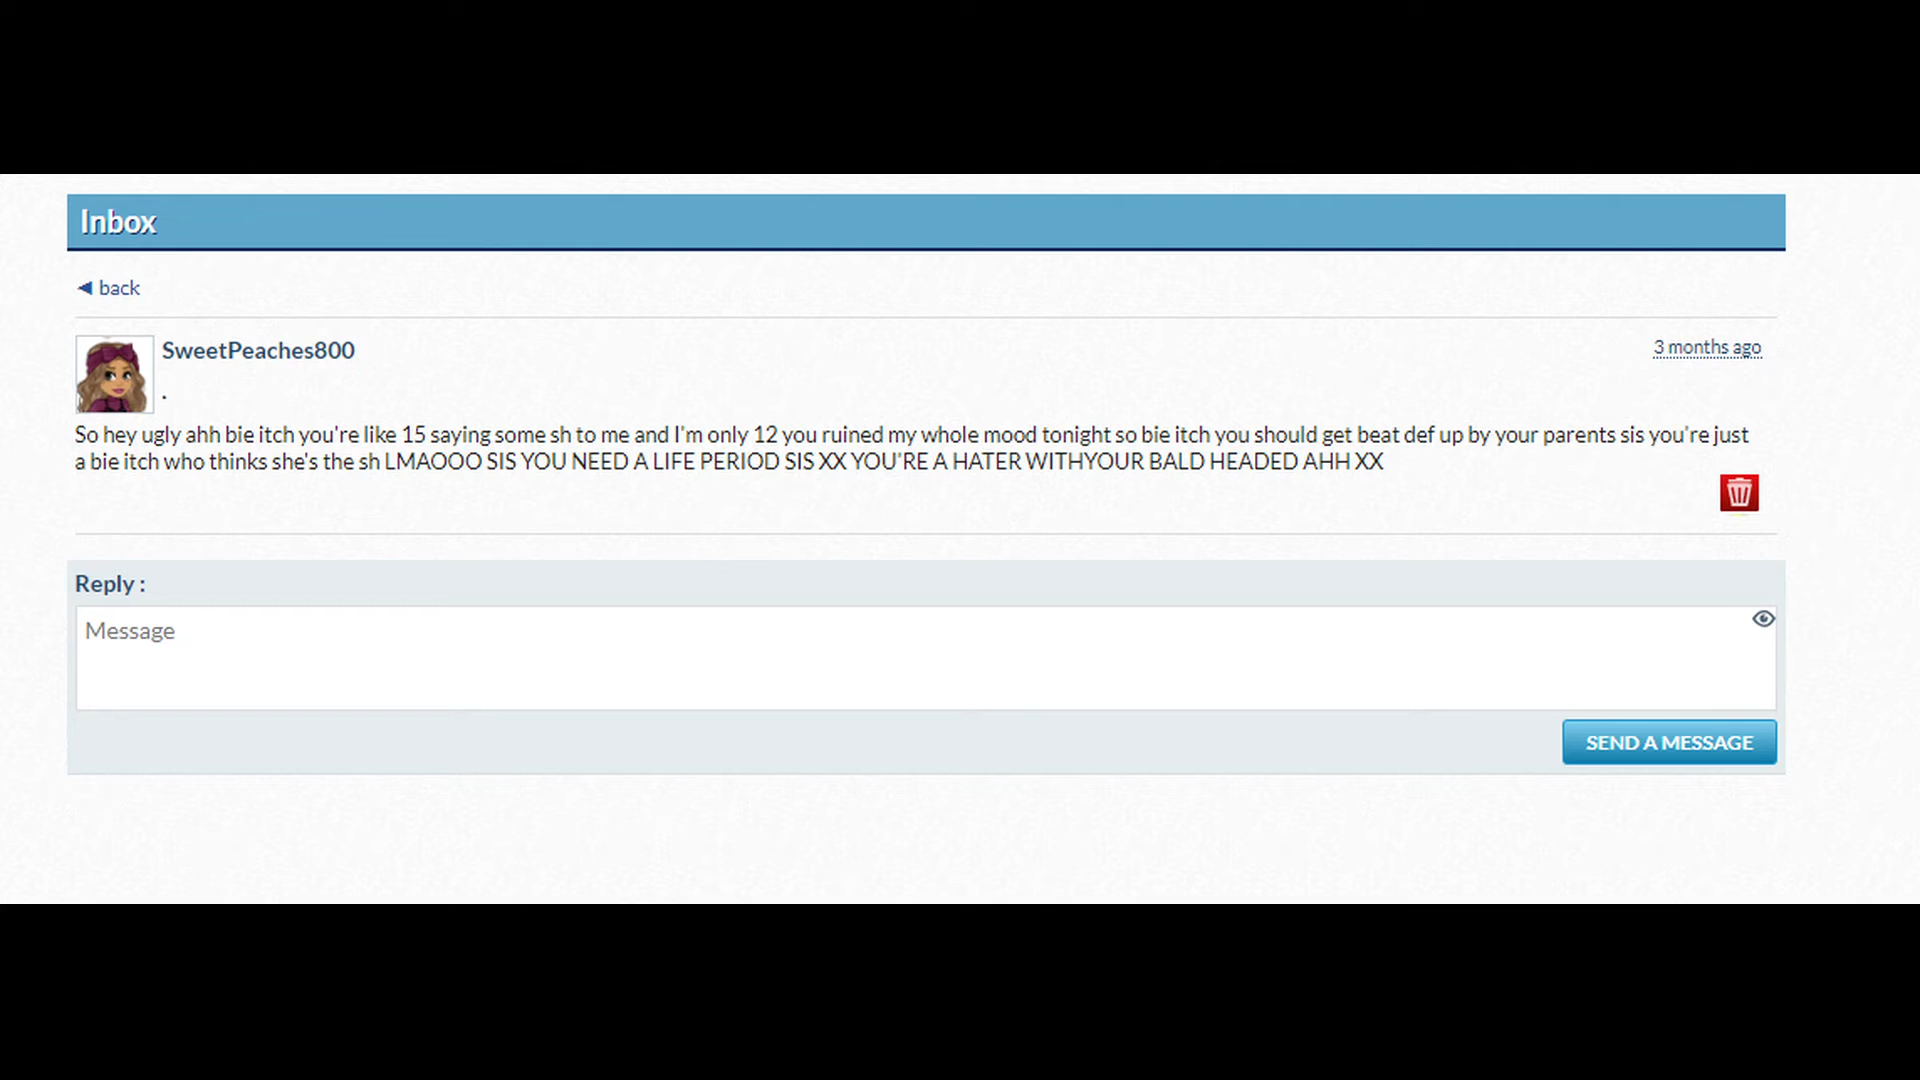 Inbox
◄ back
SweetPeaches800
3 months ago
.
So hey ugly ahh bie itch you're like 15 saying some sh to me and I'm only 12 you ruined my whole mood tonight so bie itch you should get beat def up by your parents sis you're just
a bie itch who thinks she's the sh LMAOOO SIS YOU NEED A LIFE PERIOD SIS XX YOU'RE A HATER WITHYOUR BALD HEADED AHH XX
Reply :
Message
SEND A MESSAGE